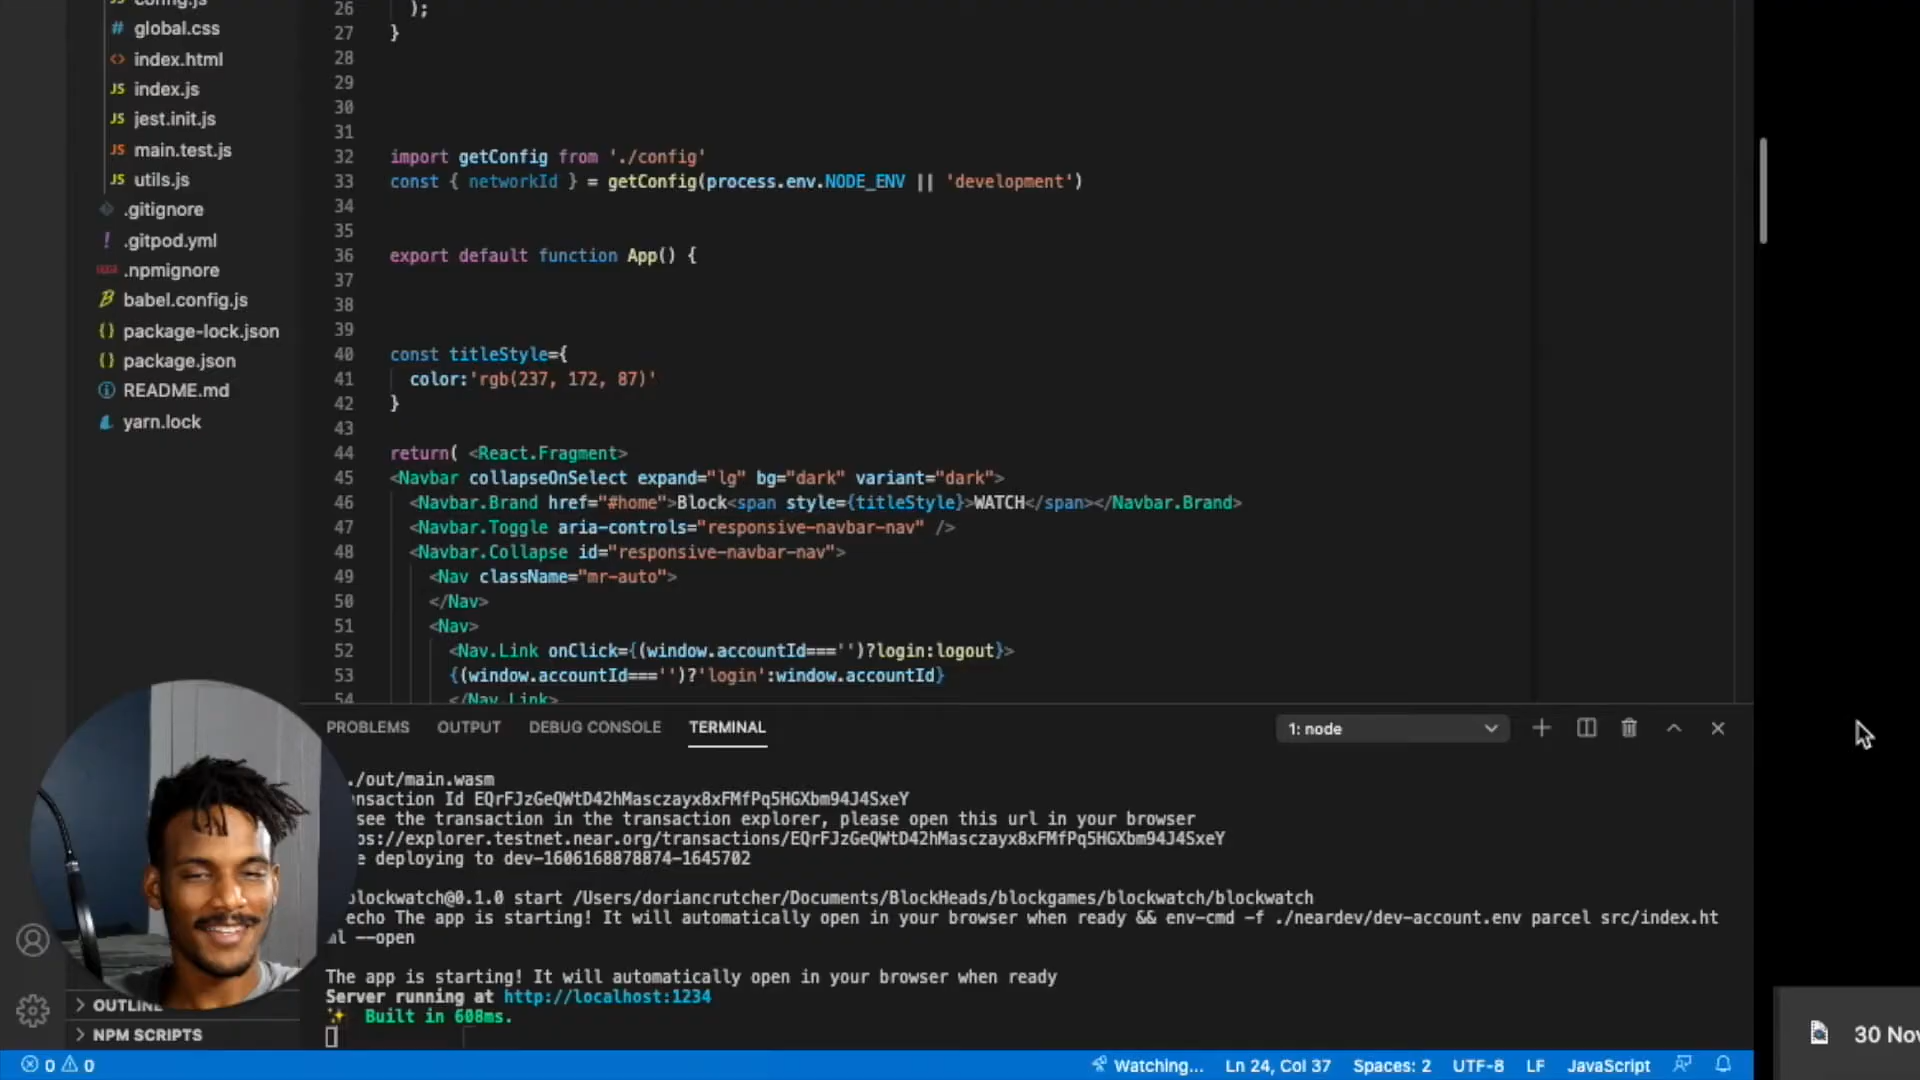 config.js
# global.css
<> index.html
JS index.js
JS jest.init.js
JS main.test.js
JS utils.js
.gitignore
! .gitpod.yml
.npmignore
babel.config.js
{} package-lock.json
{} package.json
README.md
yarn.lock
26 );
27 }
28
29
30
31
32 import getConfig from './config'
33 const { networkId } = getConfig(process.env.NODE_ENV || 'development')
34
35
36 export default function App() {
37
38
39
40 const titleStyle={
41 color:'rgb(237, 172, 87)'
42 }
43
44 return( <React.Fragment>
45 <Navbar collapseOnSelect expand="lg" bg="dark" variant="dark">
46 <Navbar.Brand href="#home">Block<span style={titleStyle}>WATCH</span></Navbar.Brand>
47 <Navbar.Toggle aria-controls="responsive-navbar-nav" />
48 <Navbar.Collapse id="responsive-navbar-nav">
49 <Nav className="mr-auto">
50 </Nav>
51 <Nav>
52 <Nav.Link onClick={(window.accountId==='')?login:logout}>
53 {(window.accountId==='')?'login':window.accountId}
54 </Nav.Link>
PROBLEMS OUTPUT DEBUG CONSOLE TERMINAL 1: node
./out/main.wasm
nsaction Id EQrFJzGeQWtD42hMasczayx8xFMfPq5HGXbm94J4SxeY
see the transaction in the transaction explorer, please open this url in your browser
ps://explorer.testnet.near.org/transactions/EQrFJzGeQWtD42hMasczayx8xFMfPq5HGXbm94J4SxeY
e deploying to dev-1606168878874-1645702
blockwatch@0.1.0 start /Users/doriancrutcher/Documents/BlockHeads/blockgames/blockwatch/blockwatch
echo The app is starting! It will automatically open in your browser when ready && env-cmd -f ./neardev/dev-account.env parcel src/index.ht
ml --open
The app is starting! It will automatically open in your browser when ready
Server running at http://localhost:1234
✨ Built in 608ms.
OUTLINE
NPM SCRIPTS
0 0 Watching... Ln 24, Col 37 Spaces: 2 UTF-8 LF JavaScript
30 Nov